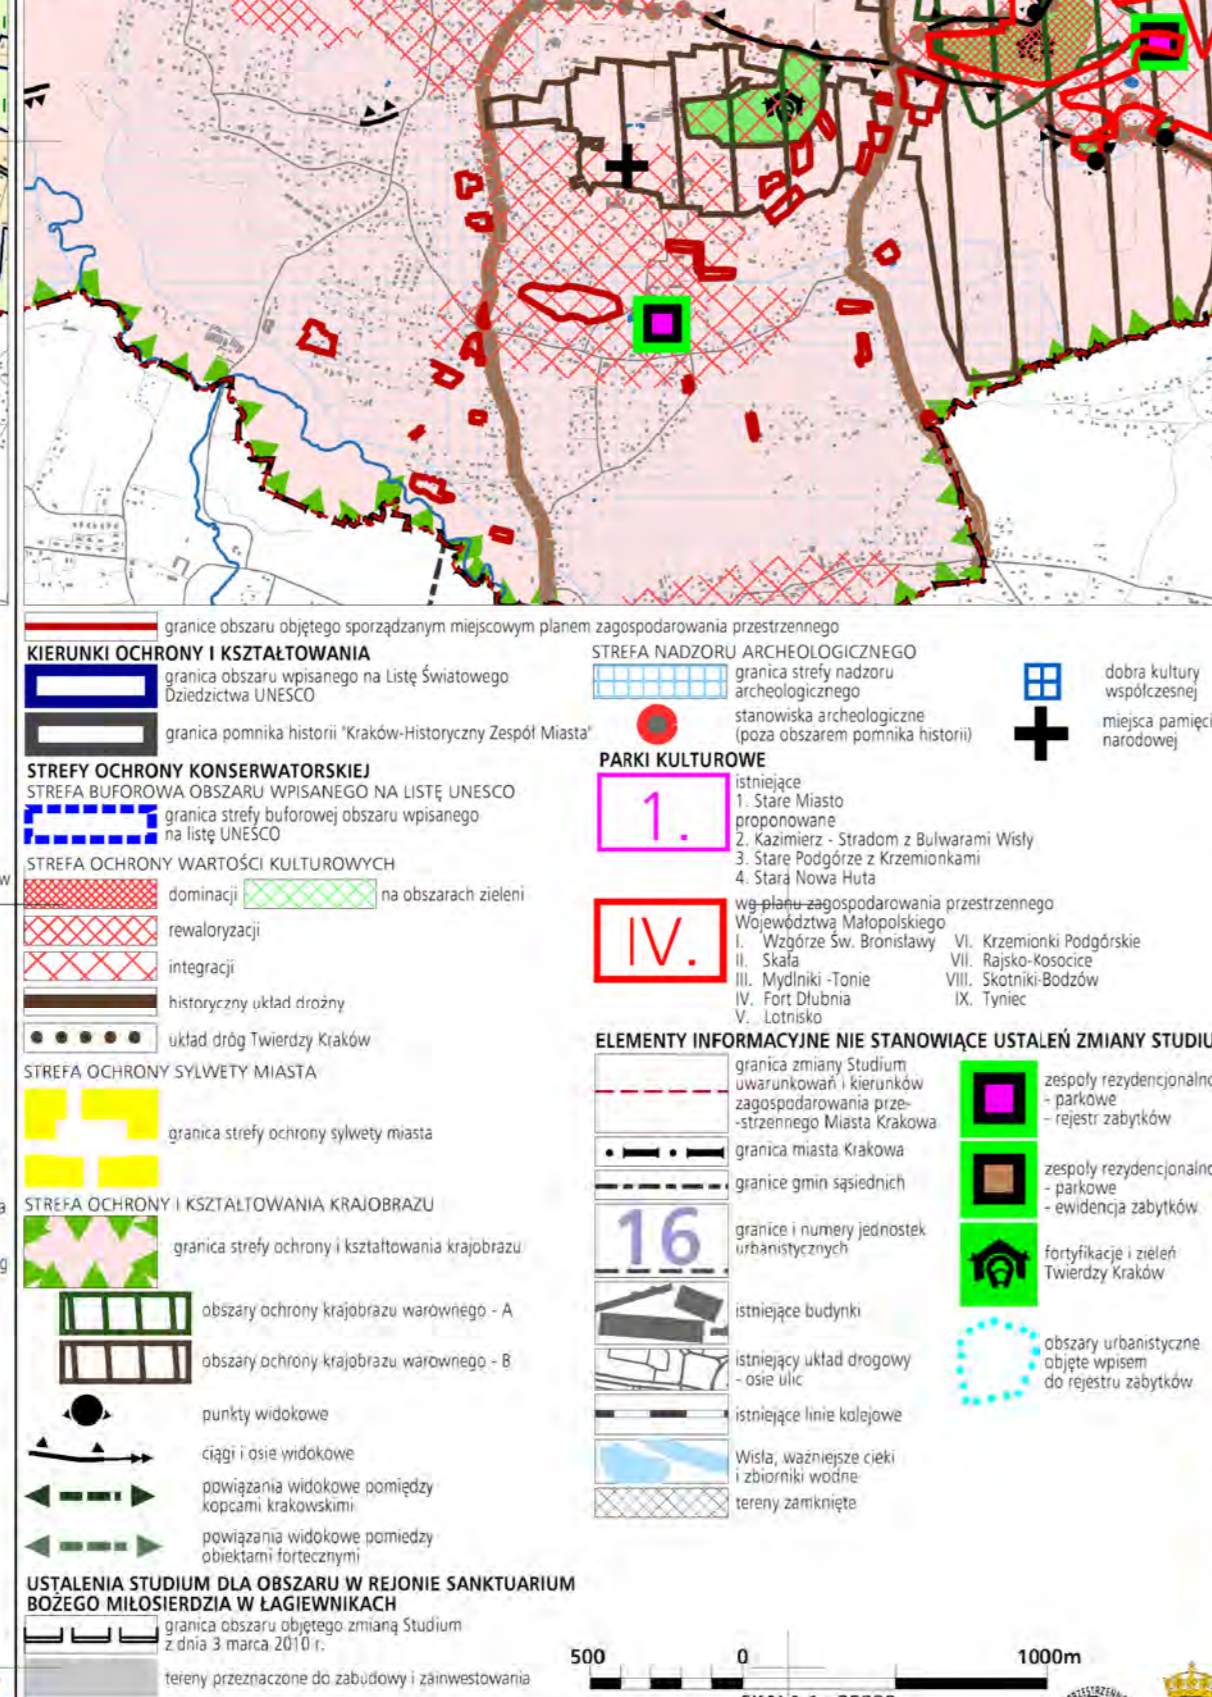 granice obszaru objętego sporządzanym miejscowym planem zagospodarowania przestrzennego
KIERUNKI OCHRONY I KSZTAŁTOWANIA
granica obszaru wpisanego na Listę Światowego
Dziedzictwa UNESCO
granica pomnika historii "Kraków-Historyczny Zespół Miasta"
STREFY OCHRONY KONSERWATORSKIEJ
STREFA BUFOROWA OBSZARU WPISANEGO NA LISTĘ UNESCO
granica strefy buforowej obszaru wpisanego
na listę UNESCO
STREFA OCHRONY WARTOŚCI KULTUROWYCH
dominacji
na obszarach zieleni
rewaloryzacji
integracji
historyczny układ drożny
układ dróg Twierdzy Kraków
STREFA OCHRONY SYLWETY MIASTA
granica strefy ochrony sylwety miasta
STREFA OCHRONY I KSZTAŁTOWANIA KRAJOBRAZU
granica strefy ochrony i kształtowania krajobrazu
obszary ochrony krajobrazu warownego - A
obszary ochrony krajobrazu warownego - B
punkty widokowe
ciągi i osie widokowe
powiązania widokowe pomiędzy
kopcami krakowskimi
powiązania widokowe pomiedzy
obiektami fortecznymi
USTALENIA STUDIUM DLA OBSZARU W REJONIE SANKTUARIUM
BOŻEGO MIŁOSIERDZIA W ŁAGIEWNIKACH
granica obszaru objętego zmianą Studium
z dnia 3 marca 2010 r.
tereny przeznaczone do zabudowy i zainwestowania
STREFA NADZORU ARCHEOLOGICZNEGO
granica strefy nadzoru
archeologicznego
stanowiska archeologiczne
(poza obszarem pomnika historii)
dobra kultury
współczesnej
miejsca pamięci
narodowej
PARKI KULTUROWE
1.
istniejące
1. Stare Miasto
proponowane
2. Kazimierz - Stradom z Bulwarami Wisły
3. Stare Podgórze z Krzemionkami
4. Stara Nowa Huta
IV.
wg planu zagospodarowania przestrzennego
Województwa Małopolskiego
I. Wzgórze Św. Bronisławy VI. Krzemionki Podgórskie
II. Skała VII. Rajsko-Kosocice
III. Mydlniki -Tonie VIII. Skotniki-Bodzów
IV. Fort Dłubnia IX. Tyniec
V. Lotnisko
ELEMENTY INFORMACYJNE NIE STANOWIĄCE USTALEŃ ZMIANY STUDIU
granica zmiany Studium
uwarunkowań i kierunków
zagospodarowania prze-
-strzennego Miasta Krakowa
granica miasta Krakowa
granice gmin sąsiednich
16
granice i numery jednostek
urbanistycznych
istniejące budynki
istniejący układ drogowy
- osie ulic
istniejące linie kolejowe
Wisła, ważniejsze cieki
i zbiorniki wodne
tereny zamknięte
zespoły rezydencjonalno
- parkowe
- rejestr zabytków
zespoły rezydencjonalno
- parkowe
- ewidencja zabytków
fortyfikacje i zieleń
Twierdzy Kraków
obszary urbanistyczne
objęte wpisem
do rejestru zabytków
500 0 1000m